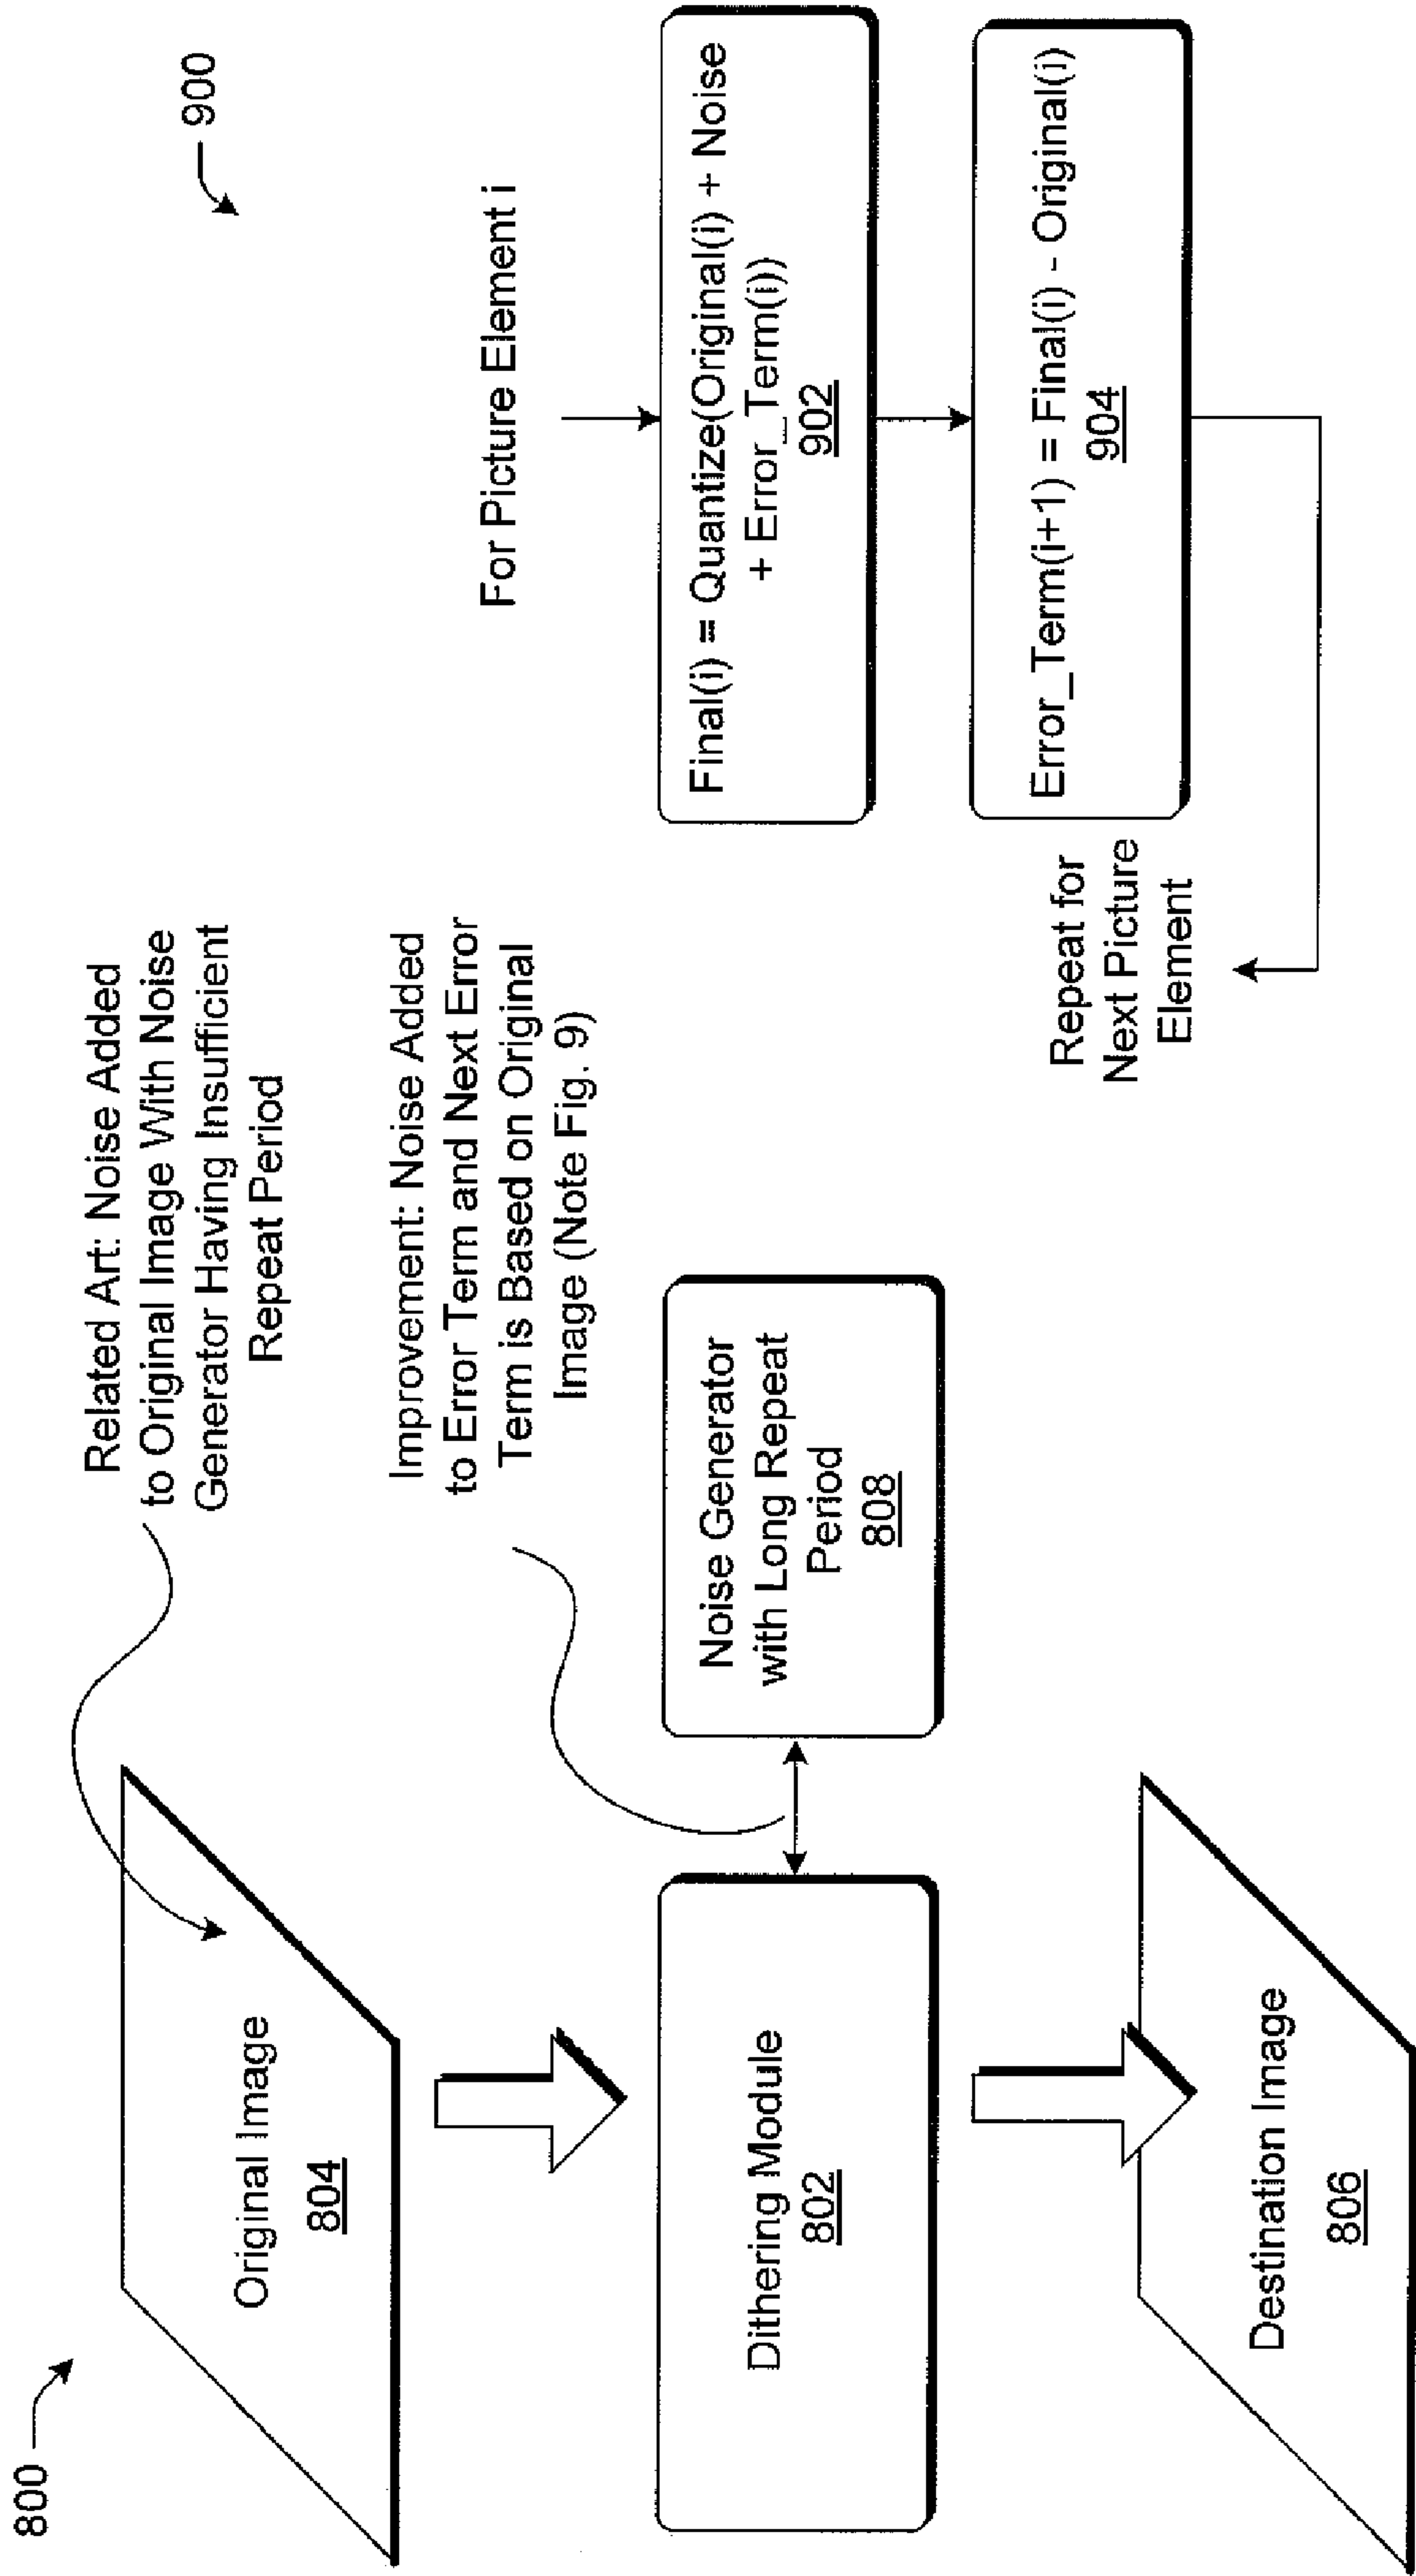 800
Related Art: Noise Added
to Original Image With Noise
Generator Having Insufficient
Repeat Period
Original Image
804
Improvement: Noise Added
to Error Term and Next Error
Term is Based on Original
Image (Note Fig. 9)
Dithering Module
802
Noise Generator
with Long Repeat
Period
808
Destination Image
806
900
For Picture Element i
Final(i) = Quantize(Original(i) + Noise
+ Error_Term(i))
902
Error_Term(i+1) = Final(i) - Original(i)
904
Repeat for
Next Picture
Element